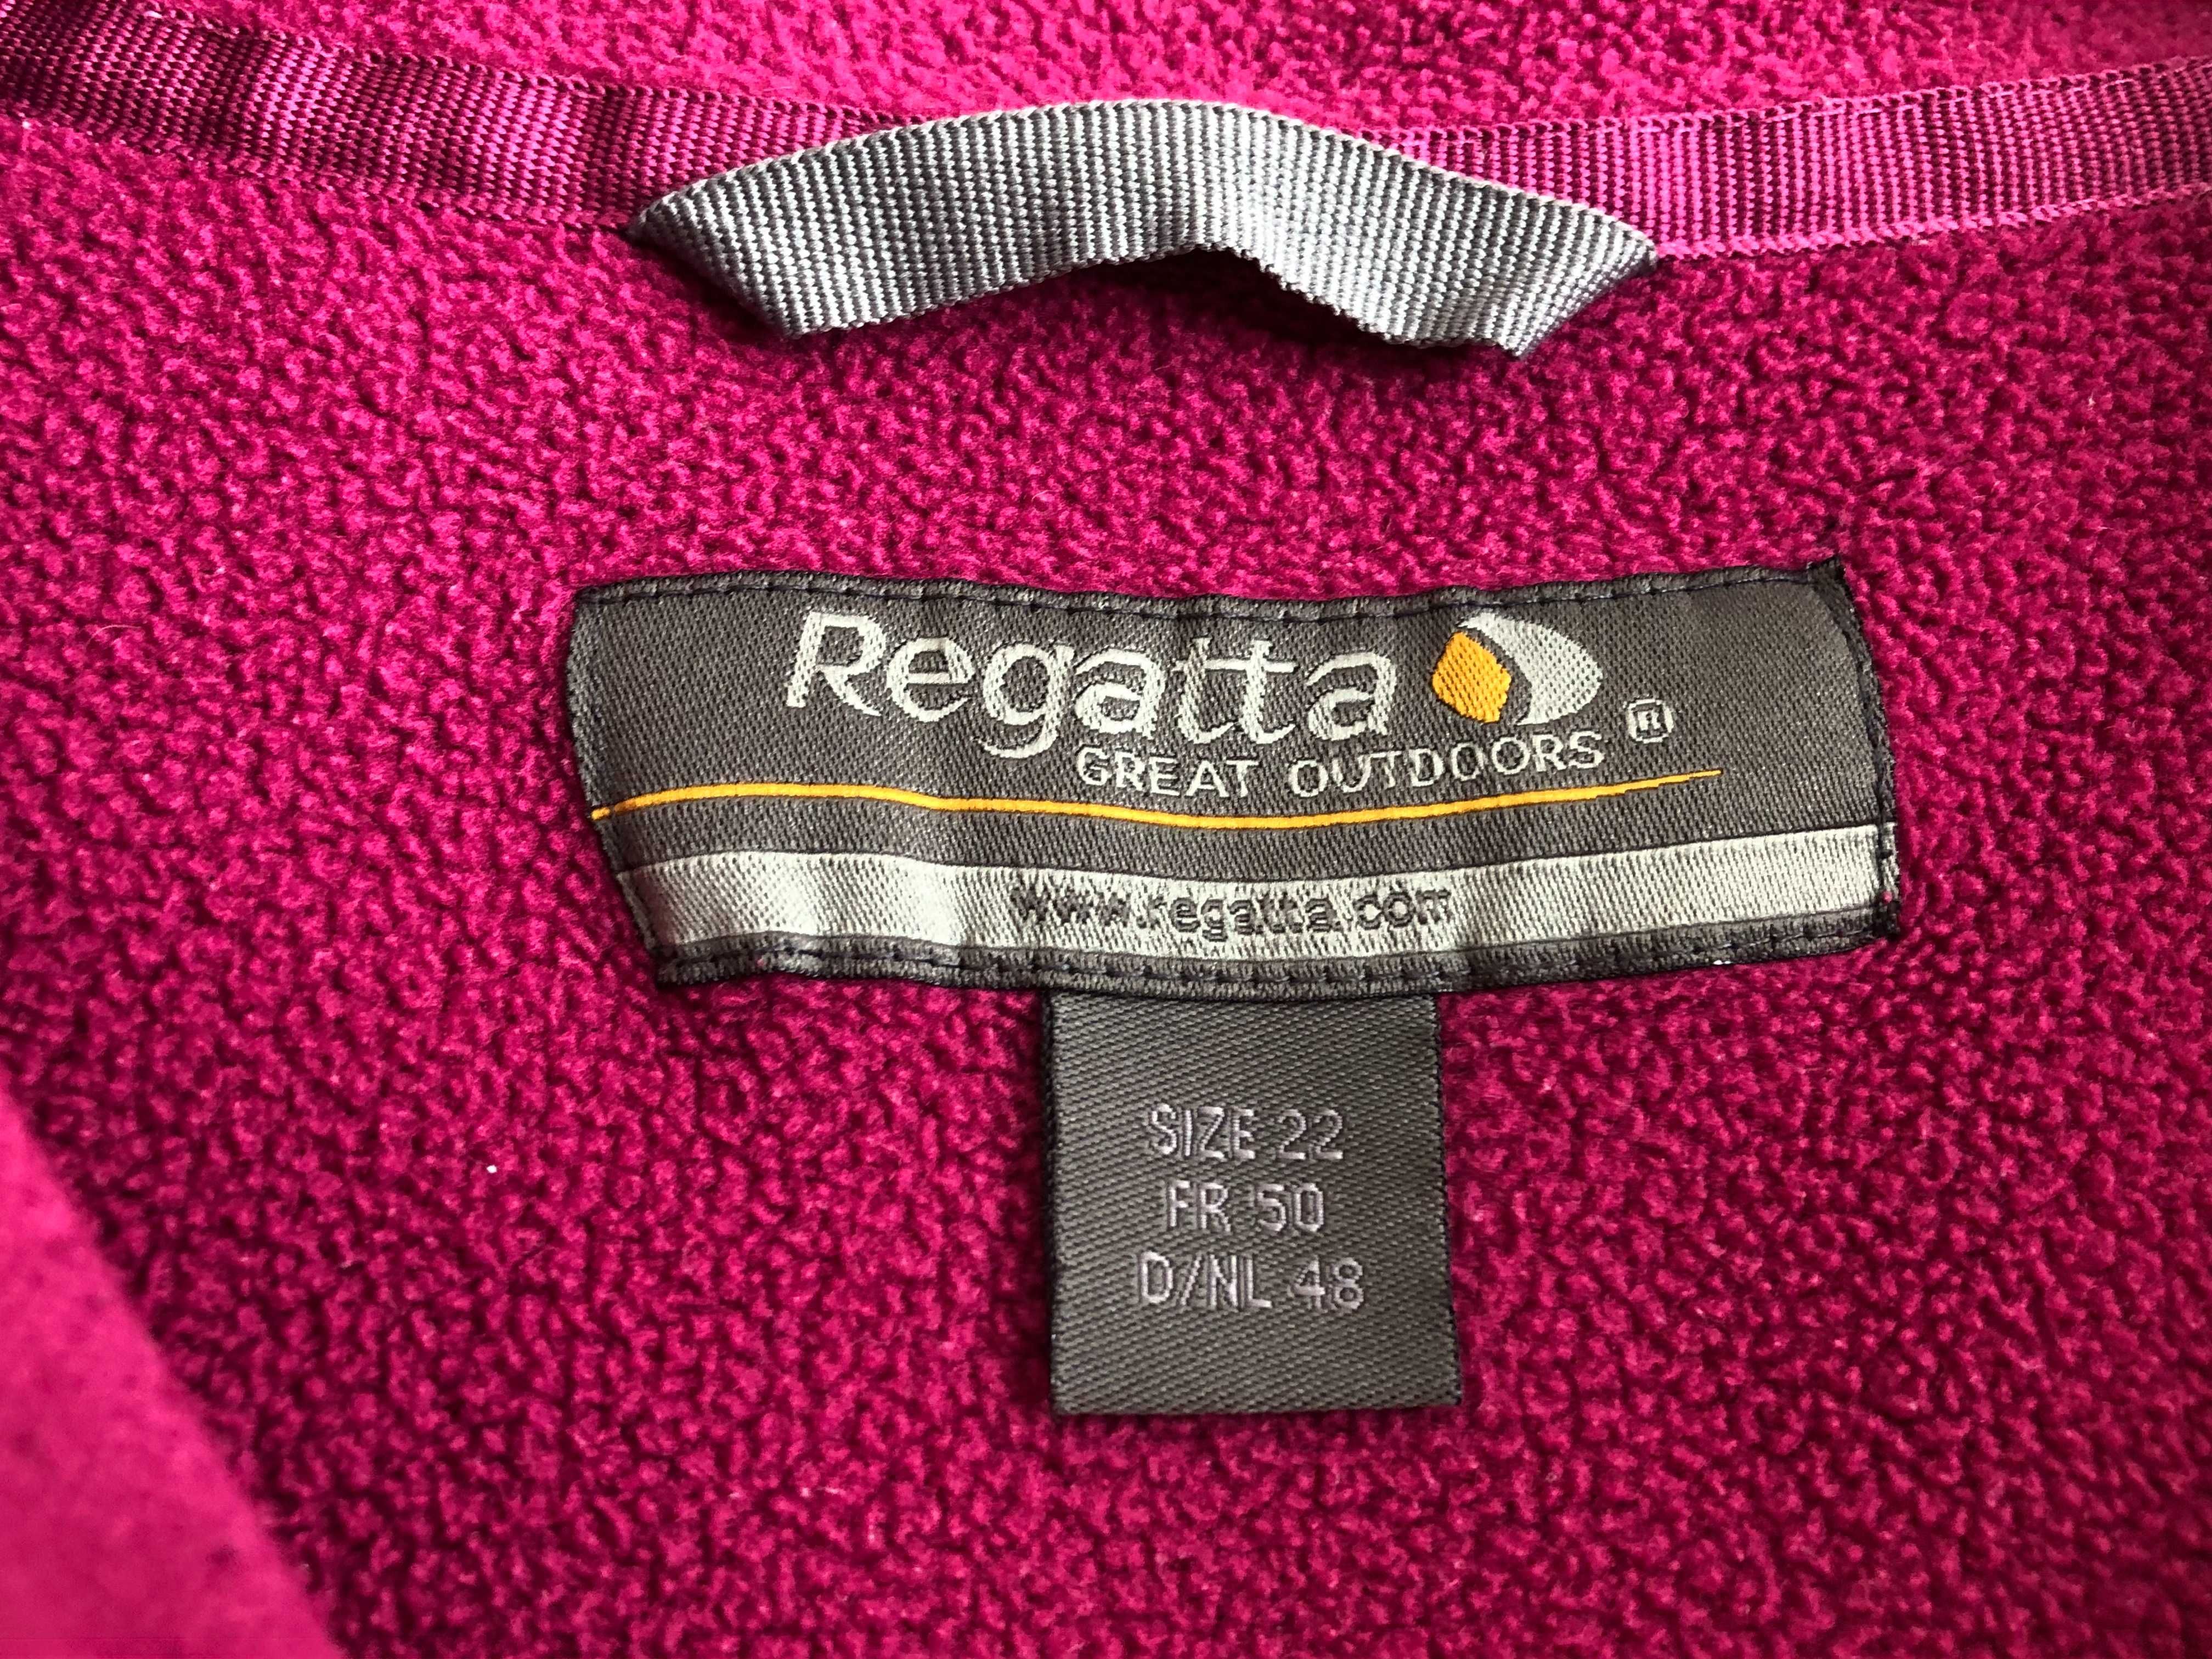 Regatta
GREAT OUTDOORS ®
www.regatta.com
SIZE 22
FR 50
D/NL 48